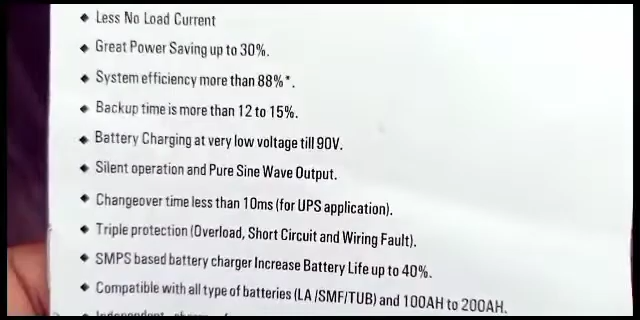 ◆ Less No Load Current
◆ Great Power Saving up to 30%.
◆ System efficiency more than 88%*.
◆ Backup time is more than 12 to 15%.
◆ Battery Charging at very low voltage till 90V.
◆ Silent operation and Pure Sine Wave Output.
◆ Changeover time less than 10ms (for UPS application).
◆ Triple protection (Overload, Short Circuit and Wiring Fault).
◆ SMPS based battery charger Increase Battery Life up to 40%.
◆ Compatible with all type of batteries (LA /SMF/TUB) and 100AH to 200AH.